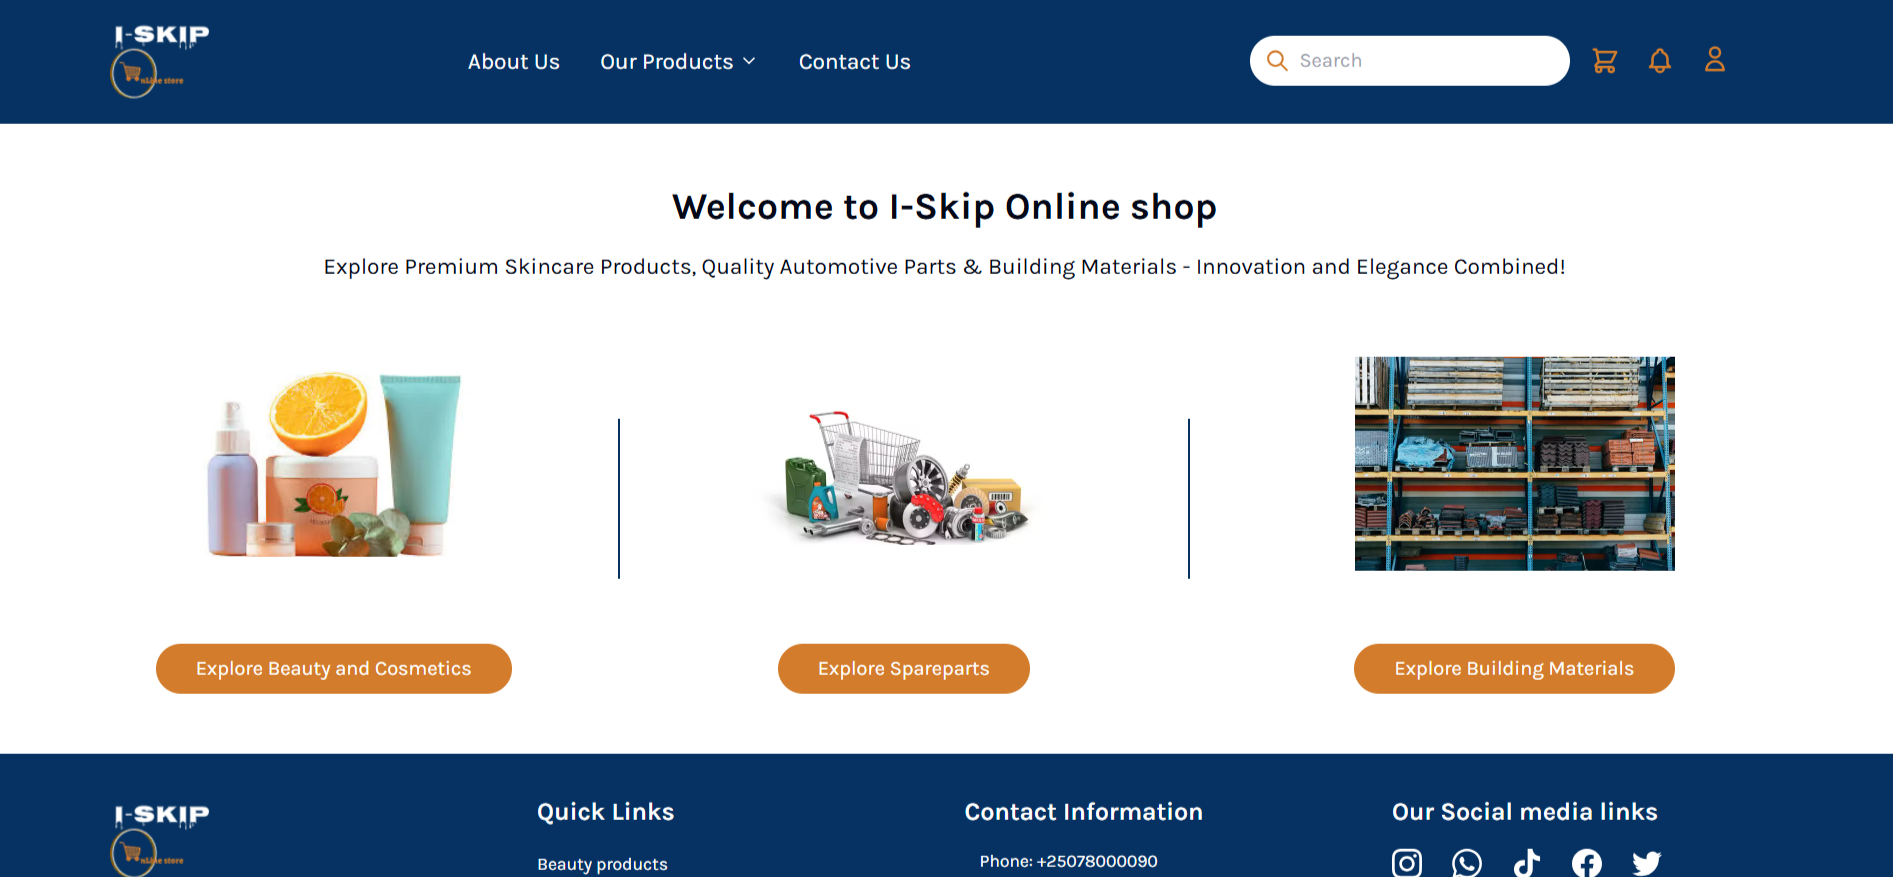 I-SKIP
nLine store
About Us
Our Products
Contact Us
Search
Welcome to I-Skip Online shop
Explore Premium Skincare Products, Quality Automotive Parts & Building Materials - Innovation and Elegance Combined!
Explore Beauty and Cosmetics
Explore Spareparts
Explore Building Materials
I-SKIP
nLine store
Quick Links
Beauty products
Contact Information
Phone: +25078000090
Our Social media links